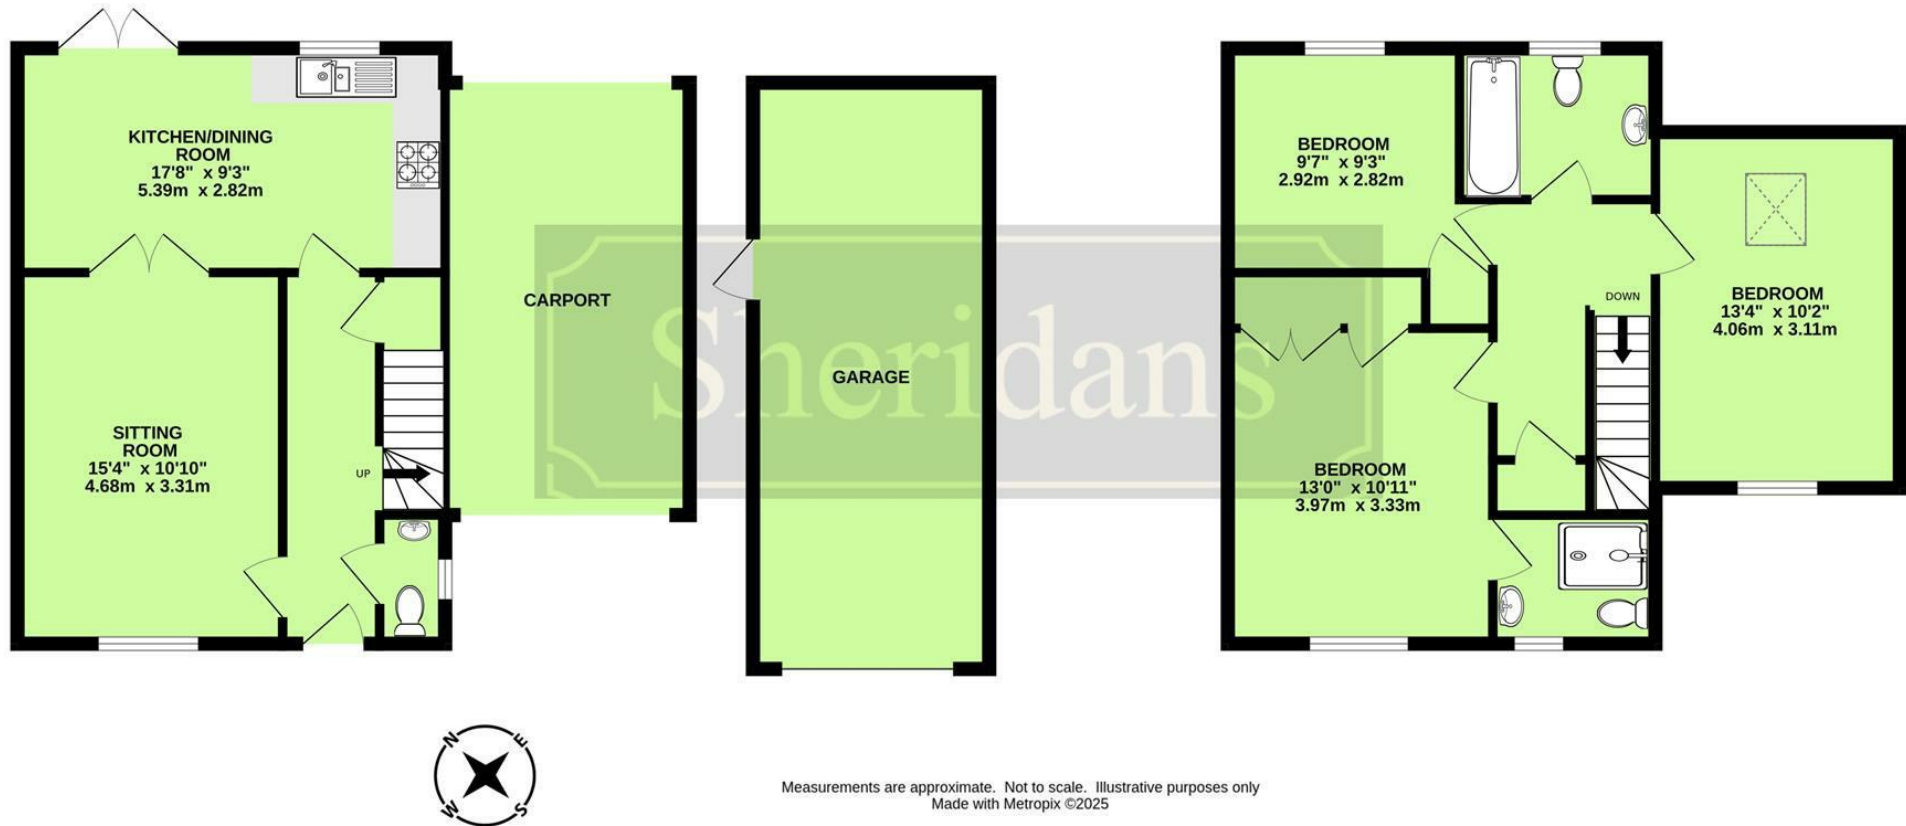 KITCHEN/DINING
ROOM
17'8" x 9'3"
5.39m x 2.82m
SITTING
ROOM
15'4" x 10'10"
4.68m x 3.31m
UP
CARPORT
GARAGE
Sheridans
BEDROOM
9'7" x 9'3"
2.92m x 2.82m
BEDROOM
13'4" x 10'2"
4.06m x 3.11m
DOWN
BEDROOM
13'0" x 10'11"
3.97m x 3.33m
N
E
W
S
Measurements are approximate. Not to scale. Illustrative purposes only
Made with Metropix ©2025